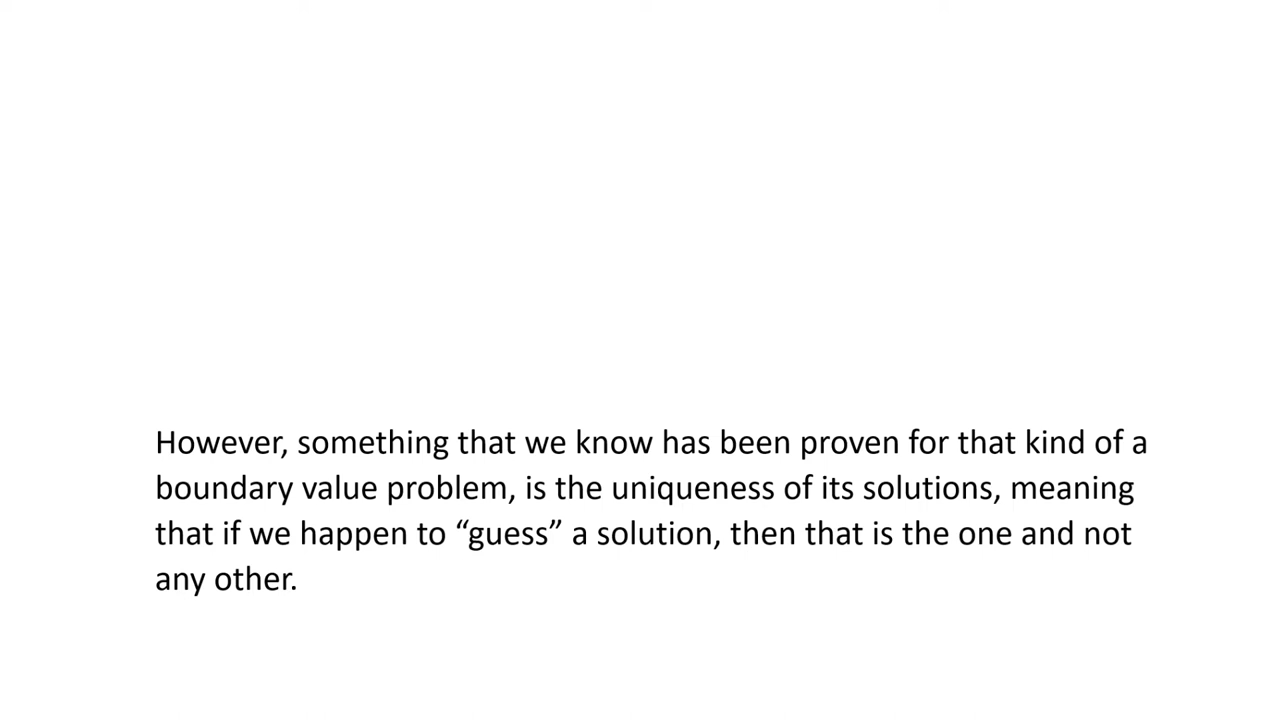 However, something that we know has been proven for that kind of a
boundary value problem, is the uniqueness of its solutions, meaning
that if we happen to “guess” a solution, then that is the one and not
any other.